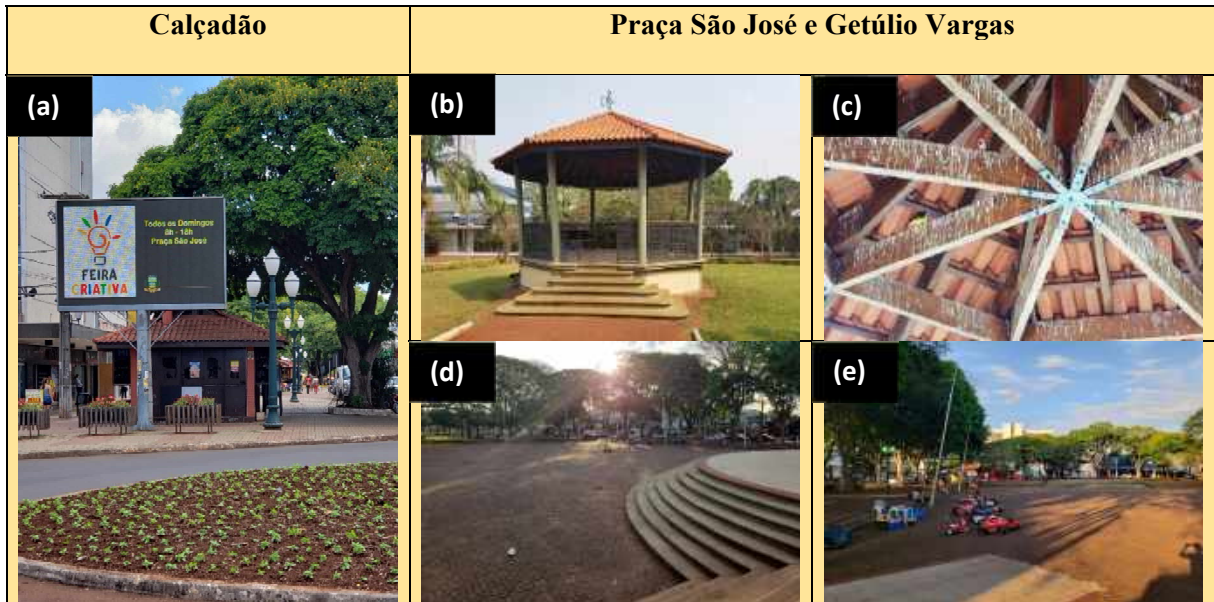 Calçadão
Praça São José e Getúlio Vargas
(a)
FEIRA
CRIATIVA
Todos os Domingos
8h - 18h
Praça São José
(b)
(c)
(d)
(e)